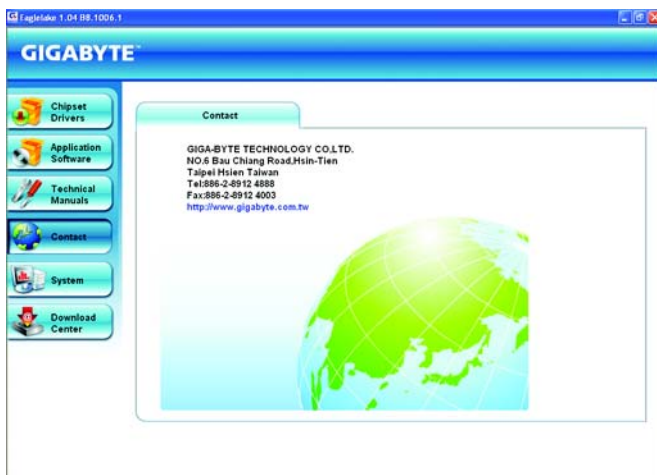 Eaglelake 1.04 B8.1006.1
GIGABYTE™
Chipset
Drivers
Application
Software
Technical
Manuals
Contact
System
Download
Center
Contact
GIGA-BYTE TECHNOLOGY CO.,LTD.
NO.6 Bau Chiang Road,Hsin-Tien
Taipei Hsien Taiwan
Tel:886-2-8912 4888
Fax:886-2-8912 4003
http://www.gigabyte.com.tw